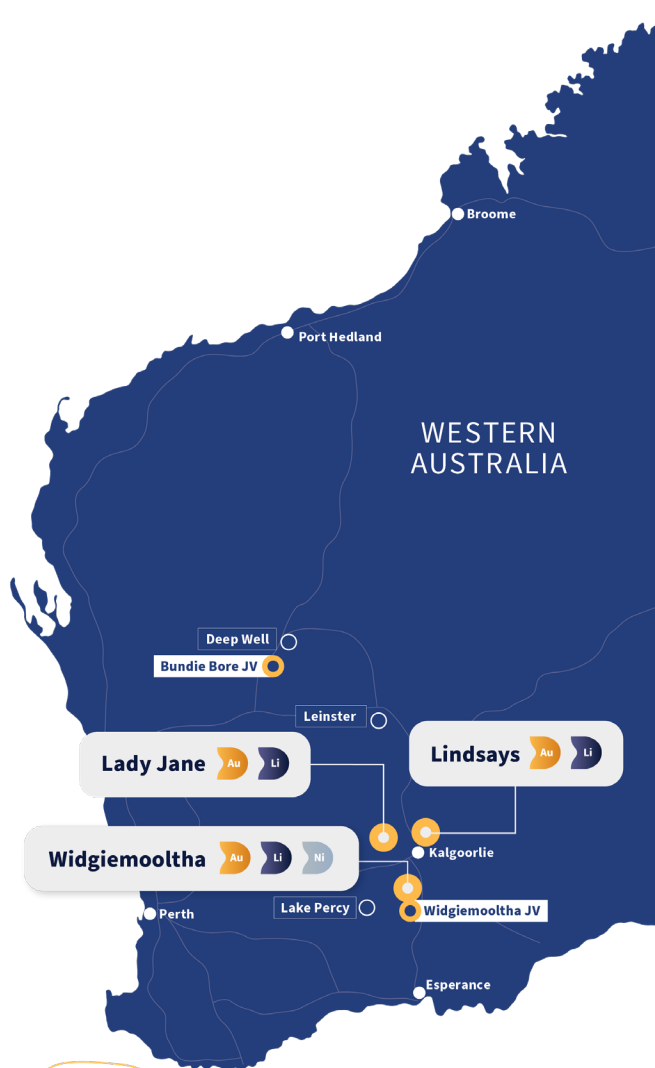 Broome
Port Hedland
WESTERN
AUSTRALIA
Deep Well
Bundie Bore JV
Leinster
Lady Jane Au Li
Lindsays Au Li
Widgiemooltha Au Li Ni
Kalgoorlie
Lake Percy
Widgiemooltha JV
Perth
Esperance